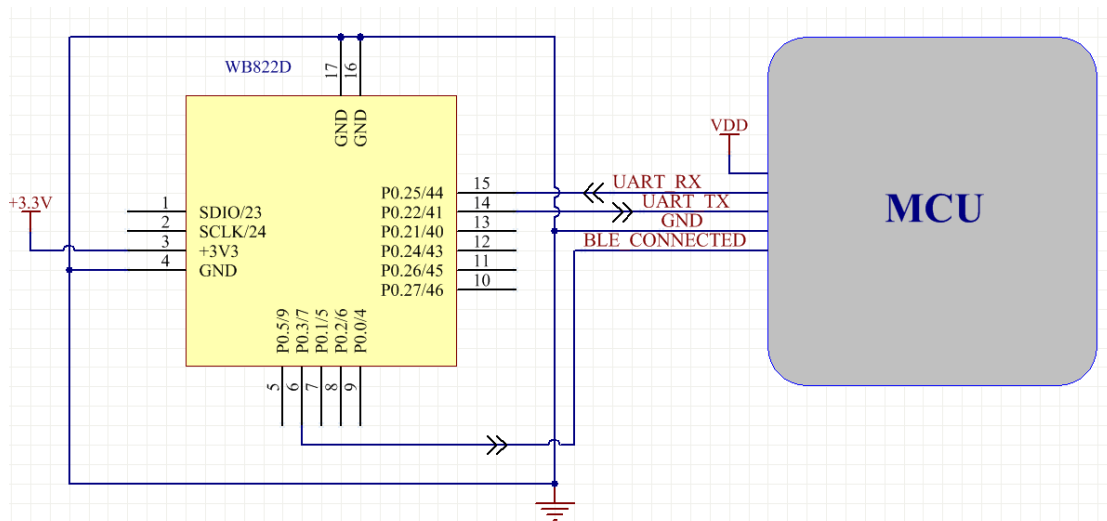 WB822D
17
16
GND
GND
+3.3V
1
SDIO/23
2
SCLK/24
3
+3V3
4
GND
P0.25/44
15
P0.22/41
14
P0.21/40
13
P0.24/43
12
P0.26/45
11
P0.27/46
10
P0.5/9
P0.3/7
P0.1/5
P0.2/6
P0.0/4
5
6
7
8
9
VDD
UART_RX
UART_TX
GND
BLE_CONNECTED
MCU